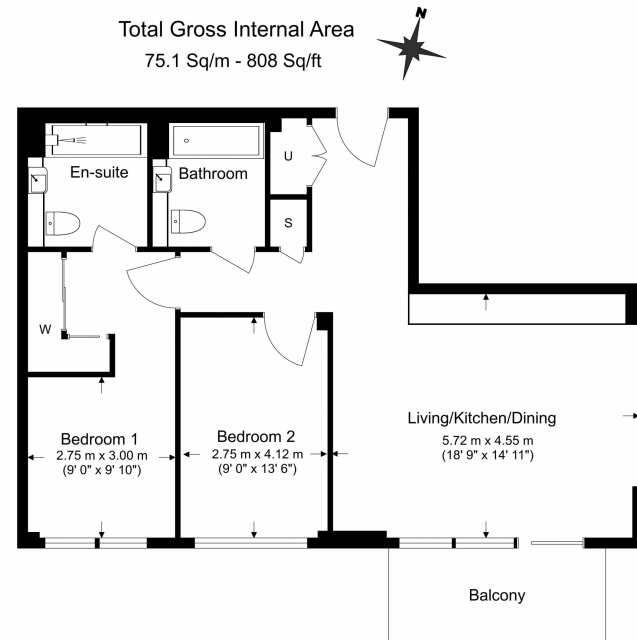 Total Gross Internal Area
75.1 Sq/m - 808 Sq/ft
N
En-suite
Bathroom
U
S
W
Bedroom 1
2.75 m x 3.00 m
(9' 0" x 9' 10")
Bedroom 2
2.75 m x 4.12 m
(9' 0" x 13' 6")
Living/Kitchen/Dining
5.72 m x 4.55 m
(18' 9" x 14' 11")
Balcony